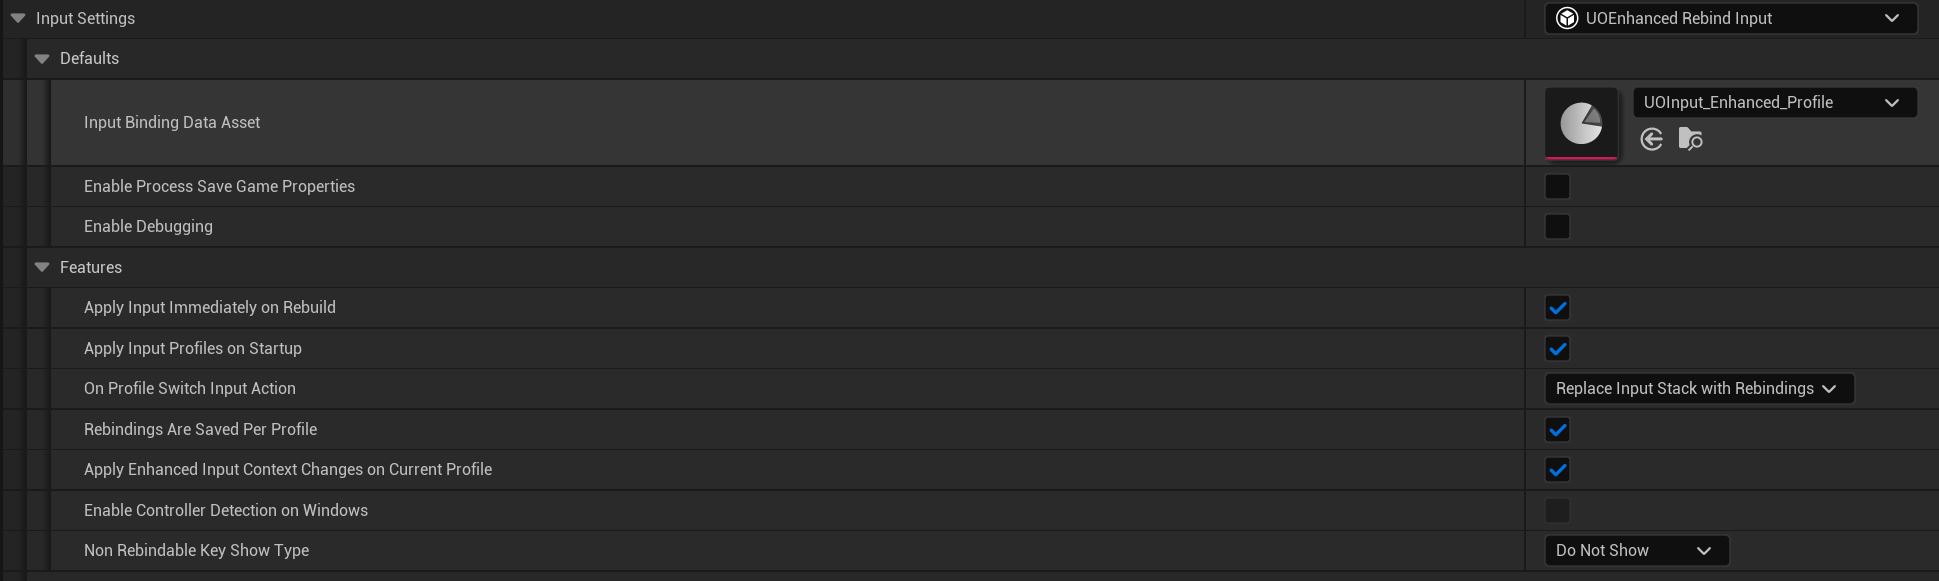 Input Settings
UOEnhanced Rebind Input
Defaults
Input Binding Data Asset
UOInput_Enhanced_Profile
Enable Process Save Game Properties
Enable Debugging
Features
Apply Input Immediately on Rebuild
Apply Input Profiles on Startup
On Profile Switch Input Action
Replace Input Stack with Rebindings
Rebindings Are Saved Per Profile
Apply Enhanced Input Context Changes on Current Profile
Enable Controller Detection on Windows
Non Rebindable Key Show Type
Do Not Show